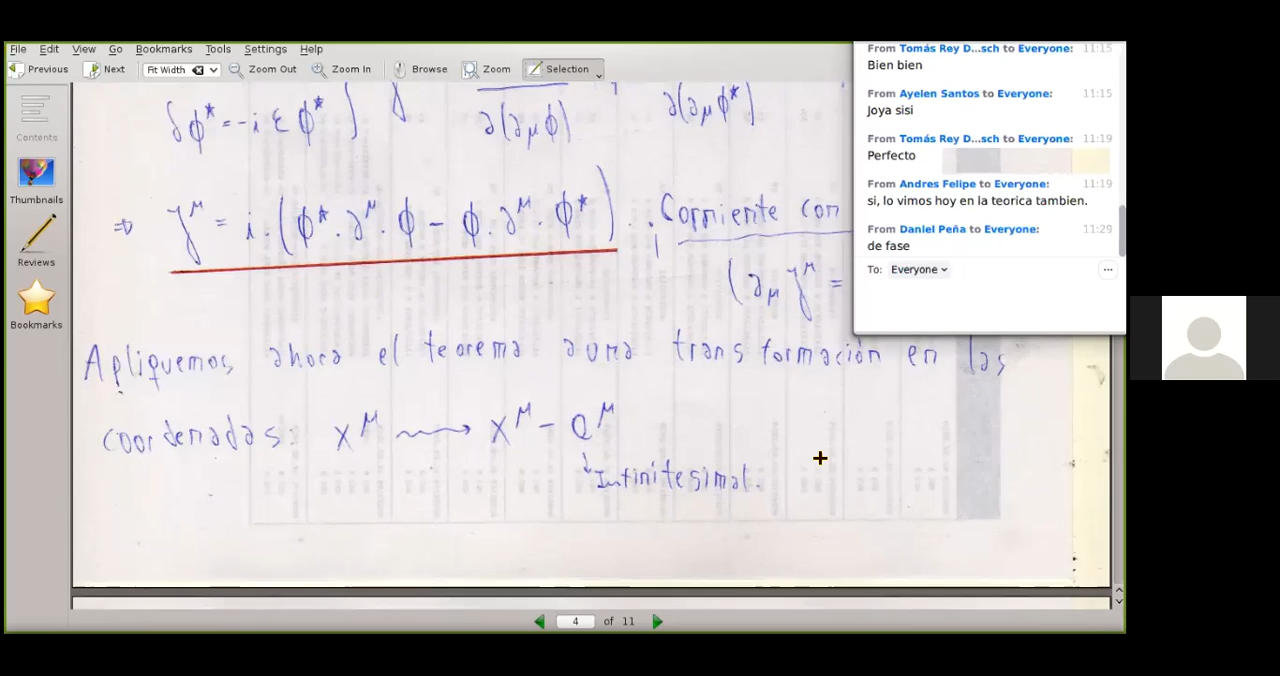 File Edit View Go Bookmarks Tools Settings Help
Previous Next Fit Width Zoom Out Zoom In Browse Zoom Selection
Contents
Thumbnails
Reviews
Bookmarks
δϕ* = -i ε ϕ* } ∂(∂μϕ) ∂(∂μϕ*)
⇒ J^μ = i·(ϕ*·∂^μ·ϕ - ϕ·∂^μ·ϕ*) Corriente con
(∂μ J^μ =
Apliquemos ahora el teorema a una transformación en las
coordenadas: X^μ ⟿ X^μ - a^μ
↓Infinitesimal.
From Tomás Rey D...sch to Everyone: 11:15
Bien bien
From Ayelen Santos to Everyone: 11:15
Joya sisi
From Tomás Rey D...sch to Everyone: 11:19
Perfecto
From Andres Felipe to Everyone: 11:19
si, lo vimos hoy en la teorica tambien.
From Daniel Peña to Everyone: 11:29
de fase
To: Everyone
4 of 11